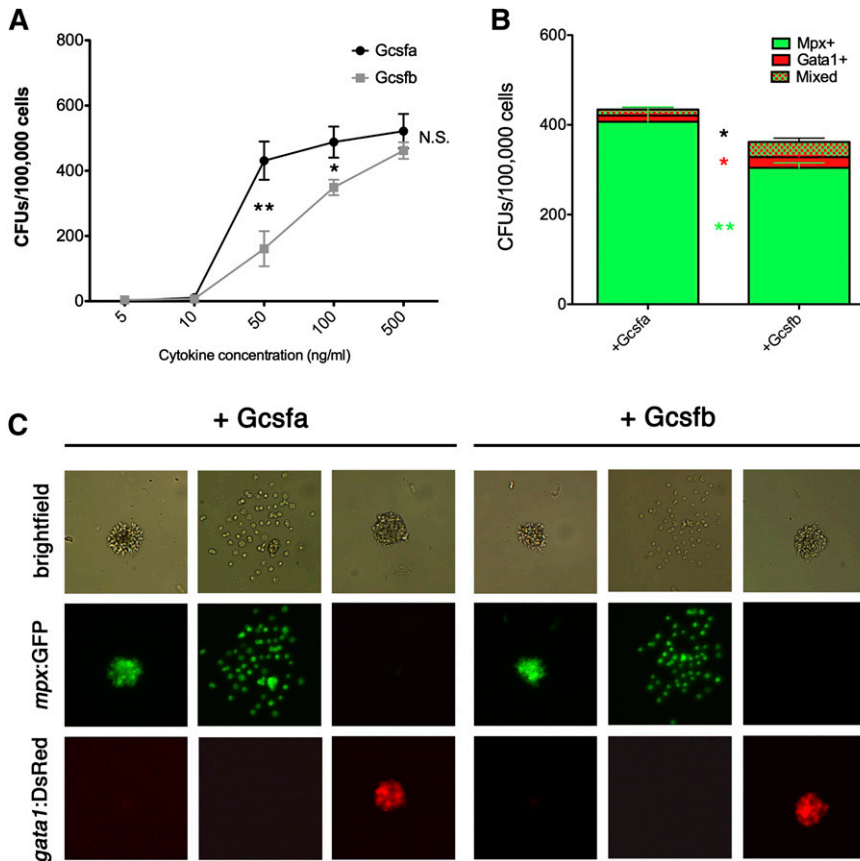 A
800
600
400
200
0
CFUs/100,000 cells
Gcsfa
Gcsfb
N.S.
**
*
5
10
50
100
500
Cytokine concentration (ng/ml)
B
600
400
200
0
CFUs/100,000 cells
Mpx+
Gata1+
Mixed
*
*
**
+Gcsfa
+Gcsfb
C
+ Gcsfa
+ Gcsfb
brightfield
mpx:GFP
gata1:DsRed